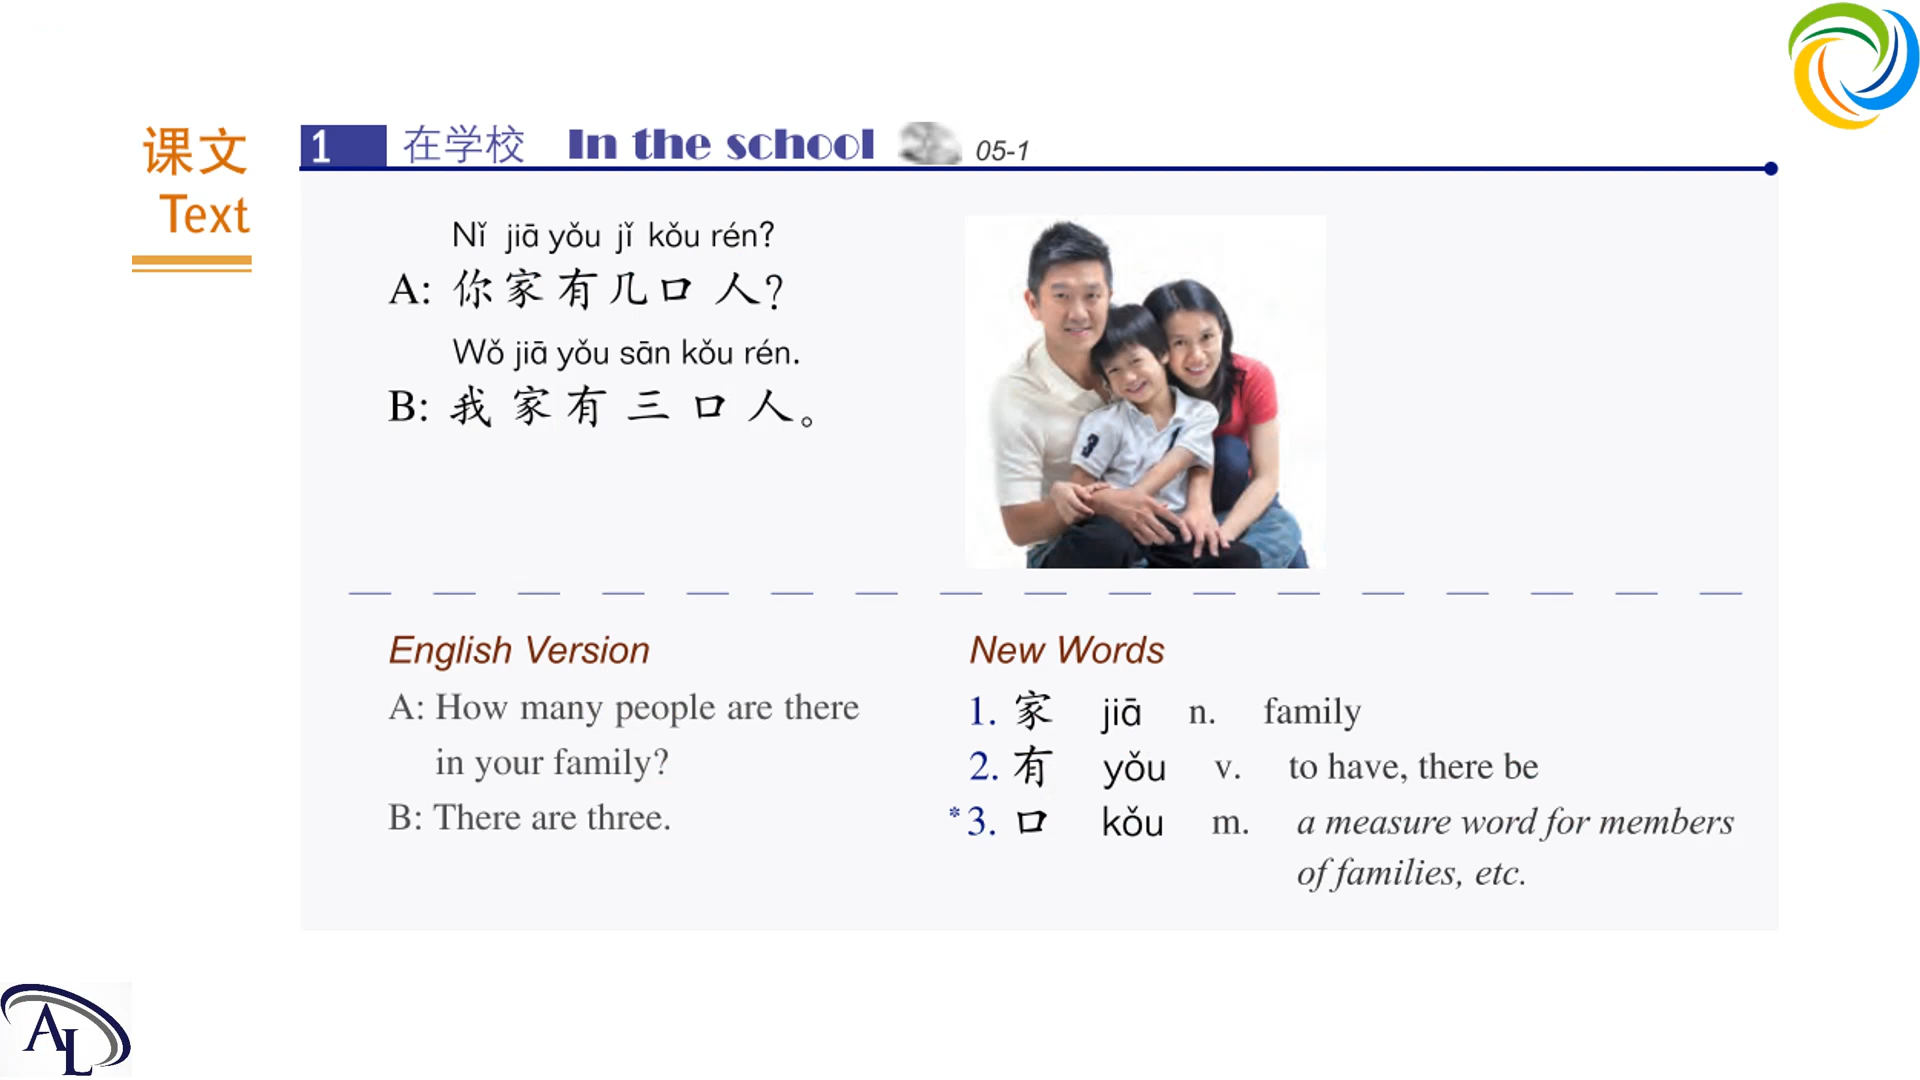 课文
Text
1 在学校 In the school 05-1
Nǐ jiā yǒu jǐ kǒu rén?
A: 你家有几口人?
Wǒ jiā yǒu sān kǒu rén.
B: 我家有三口人。
3
English Version
A: How many people are there
in your family?
B: There are three.
New Words
1. 家 jiā n. family
2. 有 yǒu v. to have, there be
*3. 口 kǒu m. a measure word for members
of families, etc.
AL